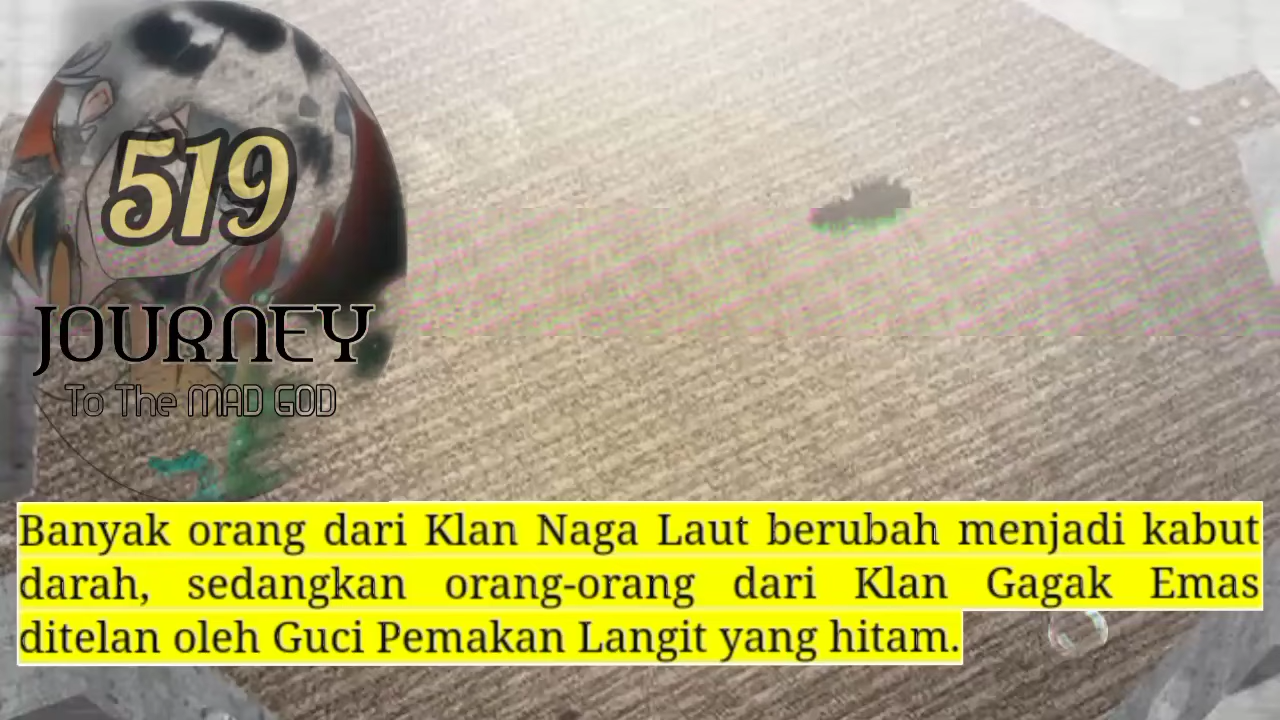 519
JOURNEY
To The MAD GOD
Banyak orang dari Klan Naga Laut berubah menjadi kabut
darah, sedangkan orang-orang dari Klan Gagak Emas
ditelan oleh Guci Pemakan Langit yang hitam.